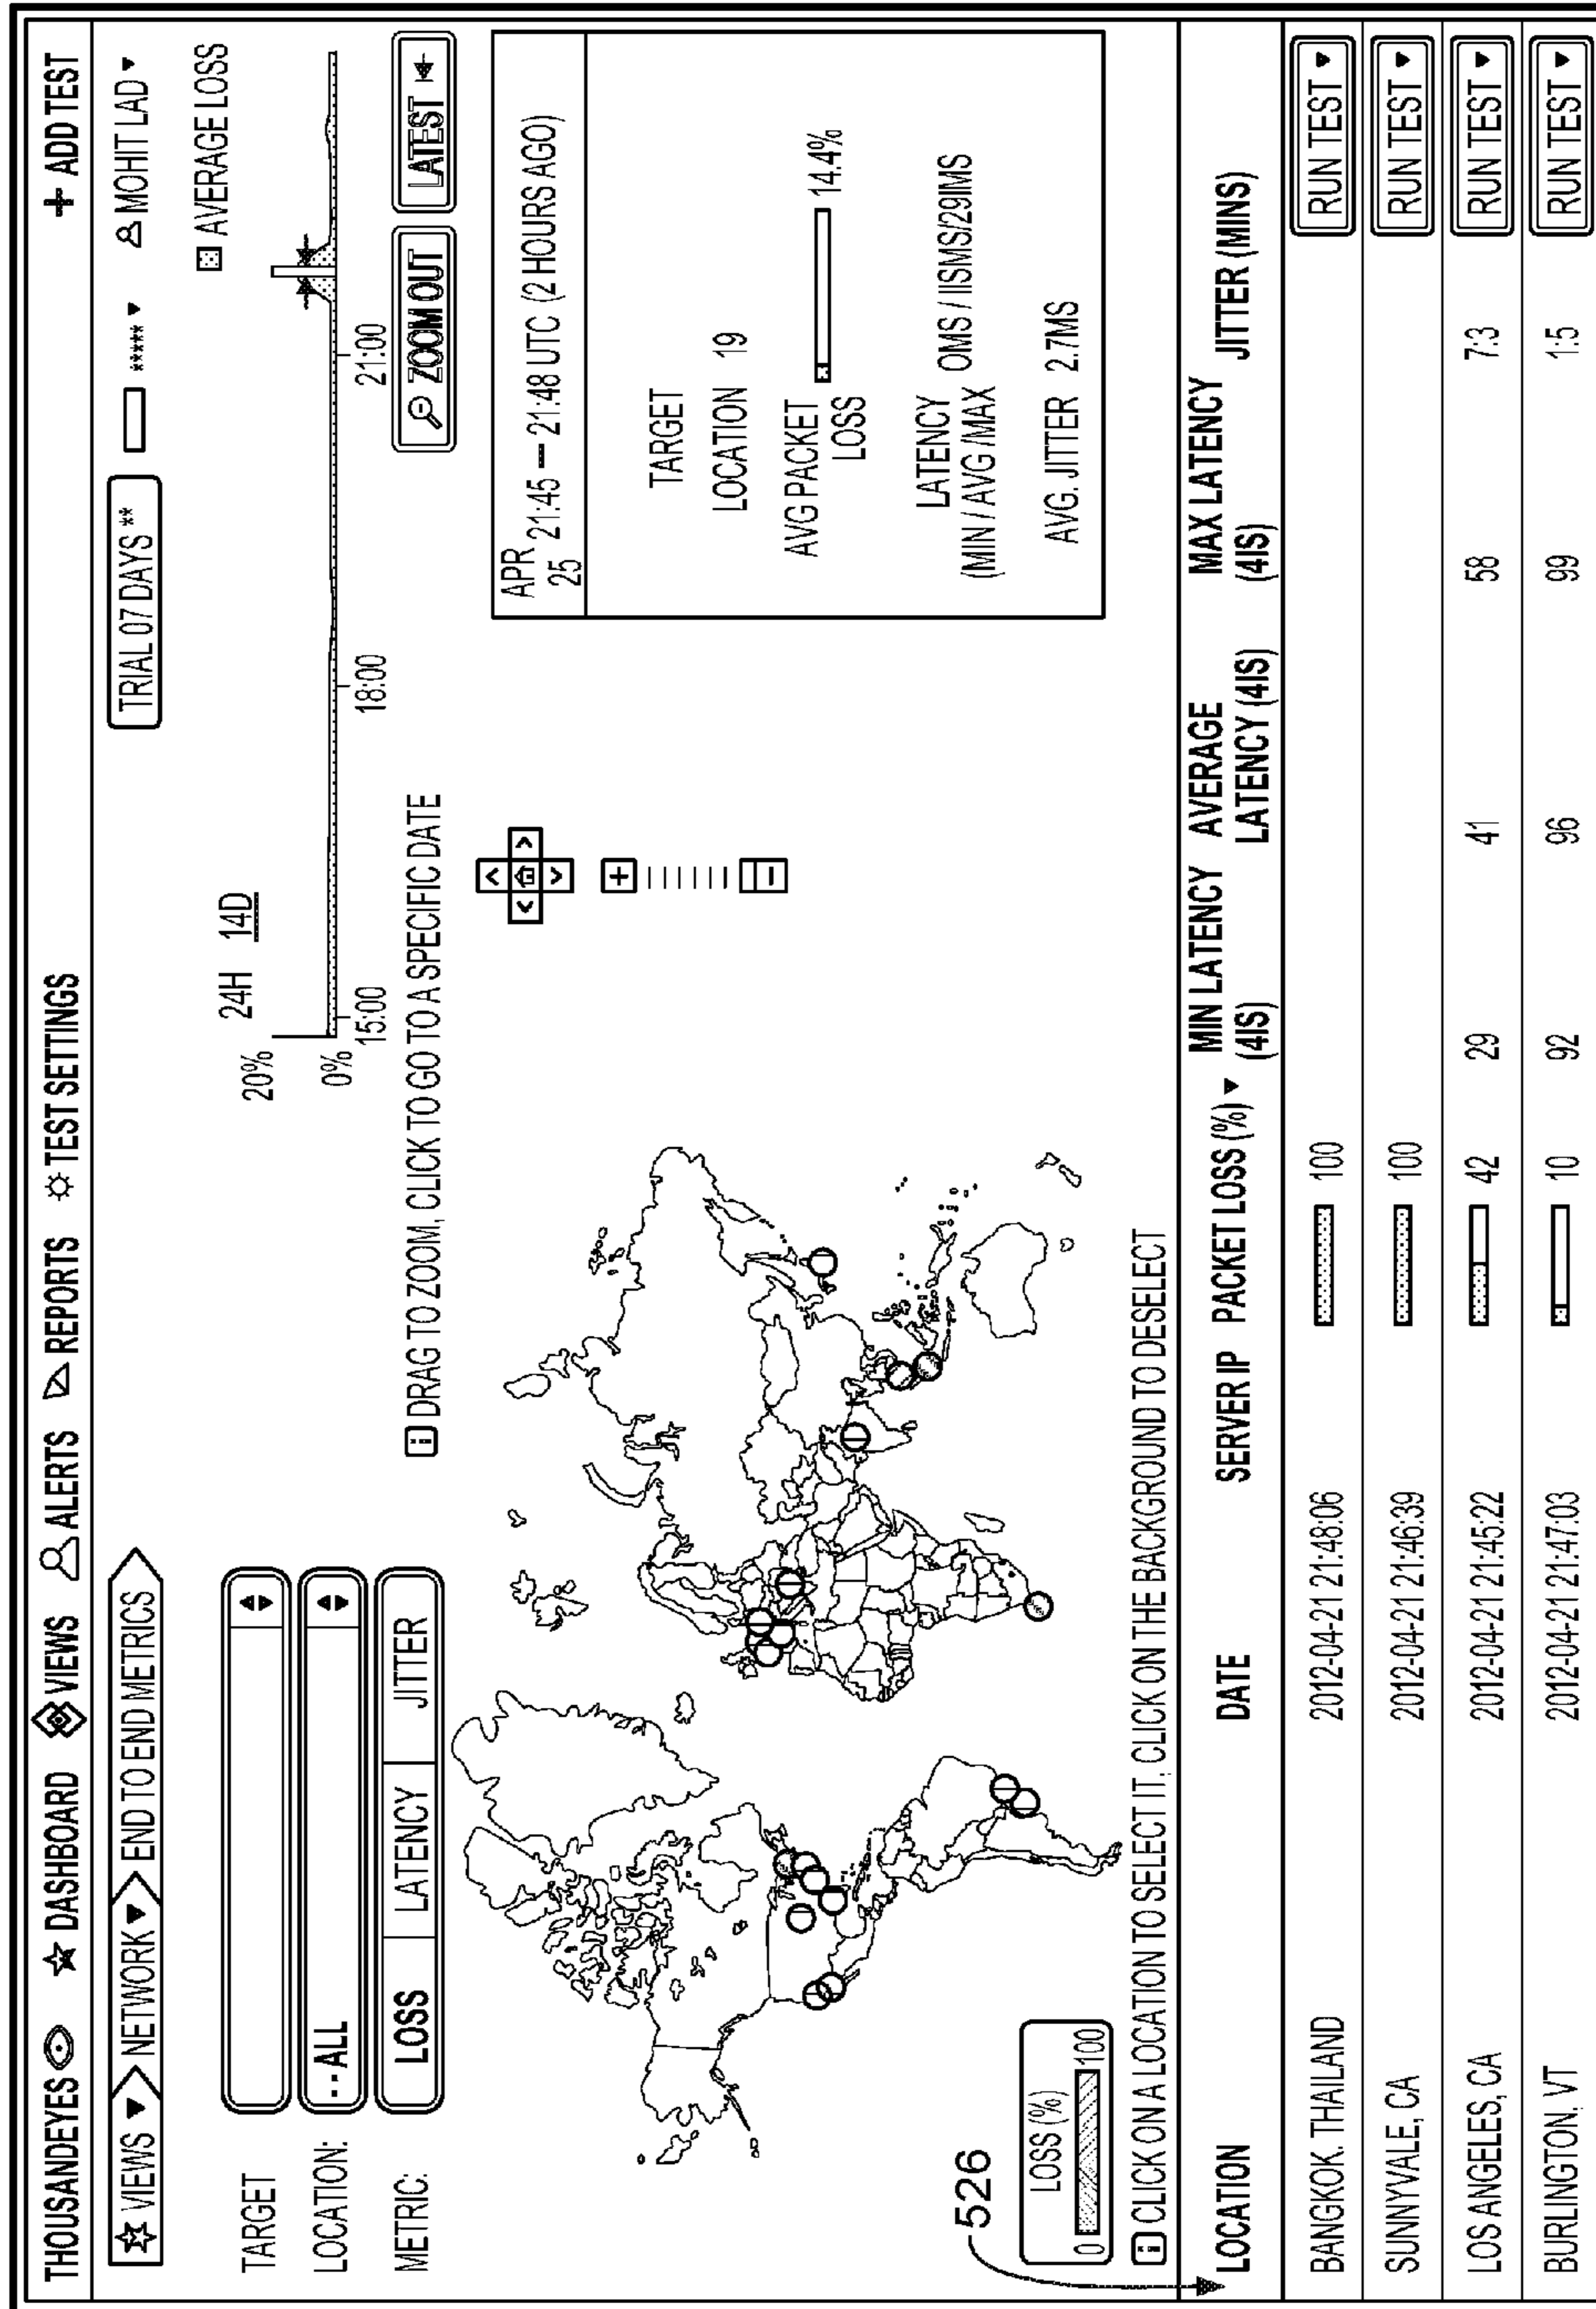 THOUSANDEYES DASHBOARD VIEWS ALERTS REPORTS TEST SETTINGS + ADD TEST
VIEWS ▼ NETWORK ▼ END TO END METRICS
TRIAL 07 DAYS ** ***** ▼ MOHIT LAD ▼
TARGET
LOCATION: --ALL
METRIC: LOSS LATENCY JITTER
24H 14D
AVERAGE LOSS
20%
0%
15:00 18:00 21:00
DRAG TO ZOOM, CLICK TO GO TO A SPECIFIC DATE
ZOOM OUT LATEST
APR 25 21:45 — 21:48 UTC (2 HOURS AGO)
TARGET
LOCATION 19
AVG PACKET LOSS 14.4%
LATENCY
(MIN / AVG /MAX OMS / IISMS/29IMS
AVG. JITTER 2.7MS
526
LOSS (%)
0 100
CLICK ON A LOCATION TO SELECT IT, CLICK ON THE BACKGROUND TO DESELECT
LOCATION DATE SERVER IP PACKET LOSS (%) ▼ MIN LATENCY (4IS) AVERAGE LATENCY (4IS) MAX LATENCY (4IS) JITTER (MINS)
BANGKOK. THAILAND 2012-04-21 21:48:06 100 RUN TEST ▼
SUNNYVALE, CA 2012-04-21 21:46:39 100 RUN TEST ▼
LOS ANGELES, CA 2012-04-21 21:45:22 42 29 41 58 7:3 RUN TEST ▼
BURLINGTON, VT 2012-04-21 21:47:03 10 92 96 99 1:5 RUN TEST ▼